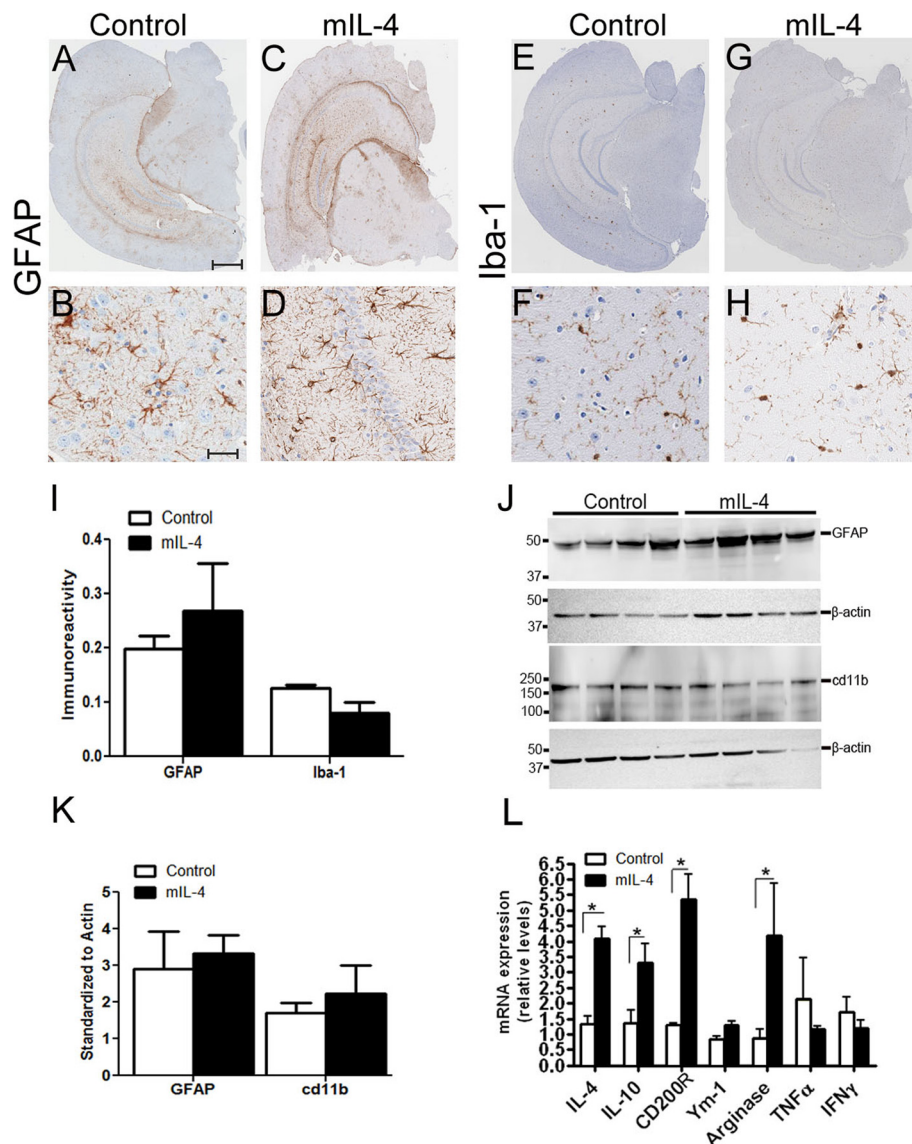 Control
mIL-4
Control
mIL-4
A
C
E
G
GFAP
Iba-1
B
D
F
H
I
Control
mIL-4
0.4
0.3
0.2
0.1
0.0
Immunoreactivity
GFAP
Iba-1
J
Control
mIL-4
50
37
GFAP
50
37
β-actin
250
150
100
cd11b
50
37
β-actin
K
Control
mIL-4
5
4
3
2
1
0
Standardized to Actin
GFAP
cd11b
L
Control
mIL-4
6.5
6.0
5.5
5.0
4.5
4.0
3.5
3.0
2.5
2.0
1.5
1.0
0.5
0.0
mRNA expression
(relative levels)
*
*
*
*
IL-4
IL-10
CD200R
Ym-1
Arginase
TNFα
IFNγ